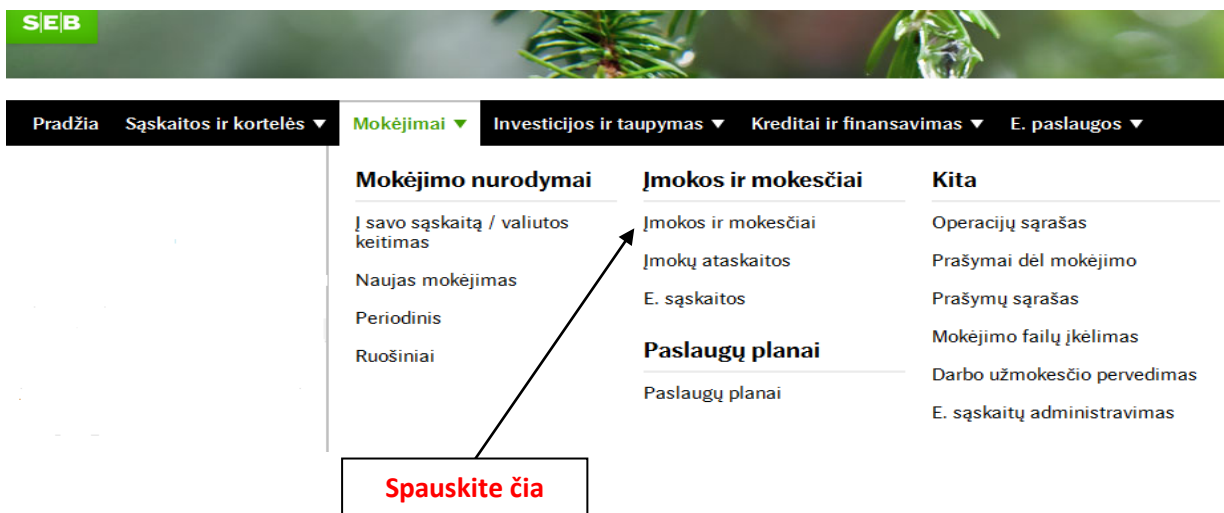 S|E|B
Pradžia Sąskaitos ir kortelės ▼ Mokėjimai ▼ Investicijos ir taupymas ▼ Kreditai ir finansavimas ▼ E. paslaugos ▼
Mokėjimo nurodymai
Į savo sąskaitą / valiutos
keitimas
Naujas mokėjimas
Periodinis
Ruošiniai
Įmokos ir mokesčiai
Įmokos ir mokesčiai
Įmokų ataskaitos
E. sąskaitos
Paslaugų planai
Paslaugų planai
Kita
Operacijų sąrašas
Prašymai dėl mokėjimo
Prašymų sąrašas
Mokėjimo failų įkėlimas
Darbo užmokesčio pervedimas
E. sąskaitų administravimas
Spauskite čia